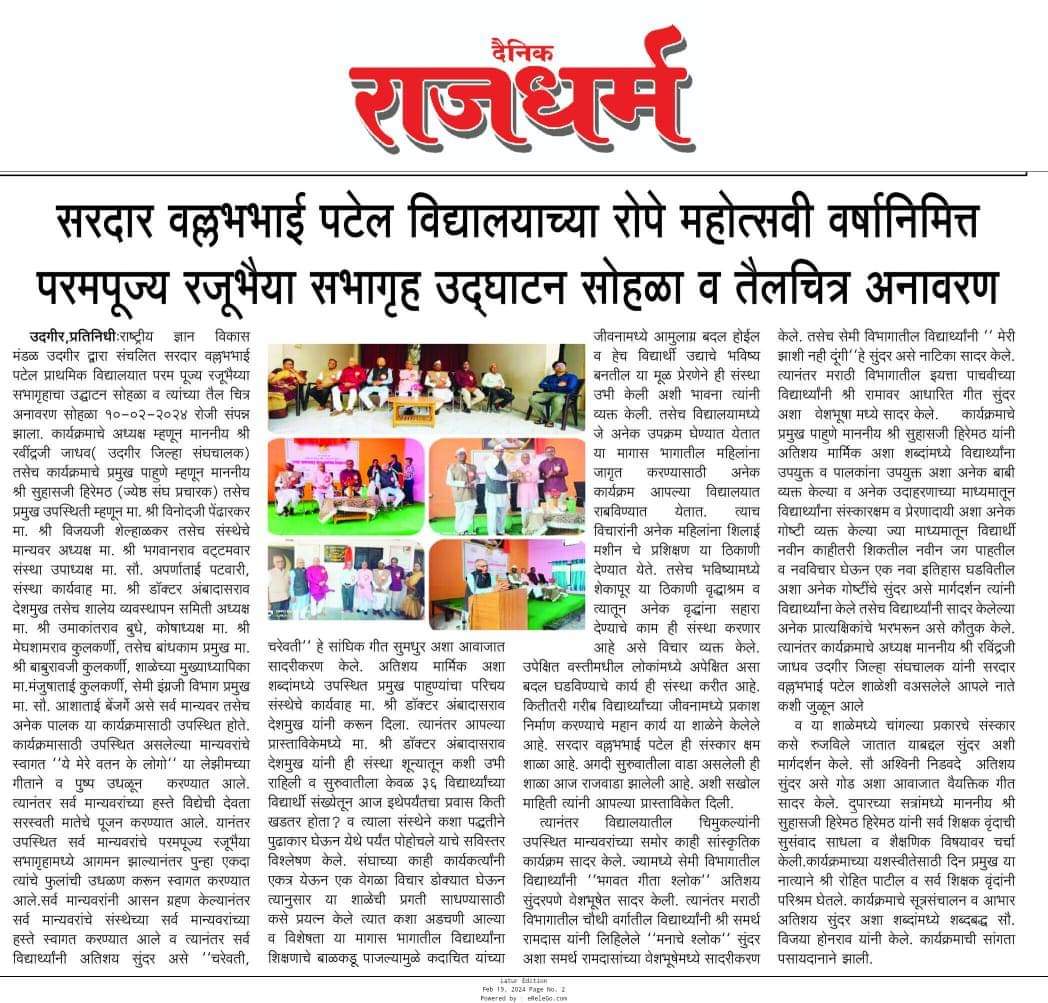 दैनिक
राजधर्म
सरदार वल्लभभाई पटेल विद्यालयाच्या रोपे महोत्सवी वर्षानिमित्त
परमपूज्य रजूभैया सभागृह उद्‌घाटन सोहळा व तैलचित्र अनावरण
उदगीर,प्रतिनिधीःराष्ट्रीय ज्ञान विकास
मंडळ उदगीर द्वारा संचलित सरदार वल्लभभाई
पटेल प्राथमिक विद्यालयात परम पूज्य रजूभैय्या
सभागृहाचा उद्घाटन सोहळा व त्यांच्या तैल चित्र
अनावरण सोहळा १०-०२-२०२४ रोजी संपन्न
झाला. कार्यक्रमाचे अध्यक्ष म्हणून माननीय श्री
रवींद्रजी जाधव( उदगीर जिल्हा संघचालक)
तसेच कार्यक्रमाचे प्रमुख पाहुणे म्हणून माननीय
श्री सुहासजी हिरेमठ (ज्येष्ठ संघ प्रचारक) तसेच
प्रमुख उपस्थिती म्हणून मा. श्री विनोदजी पेंढारकर
मा. श्री विजयजी शेल्हाळकर तसेच संस्थेचे
मान्यवर अध्यक्ष मा. श्री भगवानराव वट्टमवार
संस्था उपाध्यक्ष मा. सौ. अपर्णाताई पटवारी,
संस्था कार्यवाह मा. श्री डॉक्टर अंबादासराव
देशमुख तसेच शालेय व्यवस्थापन समिती अध्यक्ष
मा. श्री उमाकांतराव बुधे, कोषाध्यक्ष मा. श्री
मेघशामराव कुलकर्णी, तसेच बांधकाम प्रमुख मा.
श्री बाबुरावजी कुलकर्णी, शाळेच्या मुख्याध्यापिका
मा.मंजुषाताई कुलकर्णी, सेमी इंग्रजी विभाग प्रमुख
मा. सौ. आशाताई बेंजर्गे असे सर्व मान्यवर तसेच
अनेक पालक या कार्यक्रमासाठी उपस्थित होते.
कार्यक्रमासाठी उपस्थित असलेल्या मान्यवरांचे
स्वागत ‘‘ये मेरे वतन के लोगो’’ या लेझीमच्या
गीताने व पुष्प उधळून करण्यात आले.
त्यानंतर सर्व मान्यवरांच्या हस्ते विद्येची देवता
सरस्वती मातेचे पूजन करण्यात आले. यानंतर
उपस्थित सर्व मान्यवरांचे परमपूज्य रजूभैया
सभागृहामध्ये आगमन झाल्यानंतर पुन्हा एकदा
त्यांचे फुलांची उधळण करून स्वागत करण्यात
आले.सर्व मान्यवरांनी आसन ग्रहण केल्यानंतर
सर्व मान्यवरांचे संस्थेच्या सर्व मान्यवरांच्या
हस्ते स्वागत करण्यात आले व त्यानंतर सर्व
विद्यार्थ्यांनी अतिशय सुंदर असे ‘‘चरेवती,
चरेवती’’ हे सांघिक गीत सुमधुर अशा आवाजात
सादरीकरण केले. अतिशय मार्मिक अशा
शब्दांमध्ये उपस्थित प्रमुख पाहुण्यांचा परिचय
संस्थेचे कार्यवाह मा. श्री डॉक्टर अंबादासराव
देशमुख यांनी करून दिला. त्यानंतर आपल्या
प्रास्ताविकेमध्ये मा. श्री डॉक्टर अंबादासराव
देशमुख यांनी ही संस्था शून्यातून कशी उभी
राहिली व सुरुवातीला केवळ ३६ विद्यार्थ्यांच्या
विद्यार्थी संख्येतून आज इथेपर्यंतचा प्रवास किती
खडतर होता? व त्याला संस्थेने कशा पद्धतीने
पुढाकार घेऊन येथे पर्यंत पोहोचले याचे सविस्तर
विश्लेषण केले. संघाच्या काही कार्यकर्त्यांनी
एकत्र येऊन एक वेगळा विचार डोक्यात घेऊन
त्यानुसार या शाळेची प्रगती साधण्यासाठी
कसे प्रयत्न केले त्यात कशा अडचणी आल्या
व विशेषता या मागास भागातील विद्यार्थ्यांना
शिक्षणाचे बाळकडू पाजल्यामुळे कदाचित यांच्या
जीवनामध्ये आमुलाग्र बदल होईल
व हेच विद्यार्थी उद्याचे भविष्य
बनतील या मूळ प्रेरणेने ही संस्था
उभी केली अशी भावना त्यांनी
व्यक्त केली. तसेच विद्यालयामध्ये
जे अनेक उपक्रम घेण्यात येतात
या मागास भागातील महिलांना
जागृत करण्यासाठी अनेक
कार्यक्रम आपल्या विद्यालयात
राबविण्यात येतात. त्याच
विचारांनी अनेक महिलांना शिलाई
मशीन चे प्रशिक्षण या ठिकाणी
देण्यात येते. तसेच भविष्यामध्ये
शेकापूर या ठिकाणी वृद्धाश्रम व
त्यातून अनेक वृद्धांना सहारा
देण्याचे काम ही संस्था करणार
आहे असे विचार व्यक्त केले.
उपेक्षित वस्तीमधील लोकांमध्ये अपेक्षित असा
बदल घडविण्याचे कार्य ही संस्था करीत आहे.
कितीतरी गरीब विद्यार्थ्यांच्या जीवनामध्ये प्रकाश
निर्माण करण्याचे महान कार्य या शाळेने केलेले
आहे. सरदार वल्लभभाई पटेल ही संस्कार क्षम
शाळा आहे. अगदी सुरुवातीला वाडा असलेली ही
शाळा आज राजवाडा झालेली आहे. अशी सखोल
माहिती त्यांनी आपल्या प्रास्ताविकेत दिली.
त्यानंतर विद्यालयातील चिमुकल्यांनी
उपस्थित मान्यवरांच्या समोर काही सांस्कृतिक
कार्यक्रम सादर केले. ज्यामध्ये सेमी विभागातील
विद्यार्थ्यांनी ‘‘भगवत गीता श्लोक’’ अतिशय
सुंदरपणे वेशभूषेत सादर केली. त्यानंतर मराठी
विभागातील चौथी वर्गातील विद्यार्थ्यांनी श्री समर्थ
रामदास यांनी लिहिलेले ‘‘मनाचे श्लोक’’ सुंदर
अशा समर्थ रामदासांच्या वेशभूषेमध्ये सादरीकरण
केले. तसेच सेमी विभागातील विद्यार्थ्यांनी ‘‘ मेरी
झाशी नही दूंगी‘‘हे सुंदर असे नाटिका सादर केले.
त्यानंतर मराठी विभागातील इयत्ता पाचवीच्या
विद्यार्थ्यांनी श्री रामावर आधारित गीत सुंदर
अशा वेशभूषा मध्ये सादर केले. कार्यक्रमाचे
प्रमुख पाहुणे माननीय श्री सुहासजी हिरेमठ यांनी
अतिशय मार्मिक अशा शब्दांमध्ये विद्यार्थ्यांना
उपयुक्त व पालकांना उपयुक्त अशा अनेक बाबी
व्यक्त केल्या व अनेक उदाहरणाच्या माध्यमातून
विद्यार्थ्यांना संस्कारक्षम व प्रेरणादायी अशा अनेक
गोष्टी व्यक्त केल्या ज्या माध्यमातून विद्यार्थी
नवीन काहीतरी शिकतील नवीन जग पाहतील
व नवविचार घेऊन एक नवा इतिहास घडवितील
अशा अनेक गोष्टींचे सुंदर असे मार्गदर्शन त्यांनी
विद्यार्थ्यांना केले तसेच विद्यार्थ्यांनी सादर केलेल्या
अनेक प्रात्यक्षिकांचे भरभरून असे कौतुक केले.
त्यानंतर कार्यक्रमाचे अध्यक्ष माननीय श्री रविंद्रजी
जाधव उदगीर जिल्हा संघचालक यांनी सरदार
वल्लभभाई पटेल शाळेशी वअसलेले आपले नाते
कशी जुळून आले
व या शाळेमध्ये चांगल्या प्रकारचे संस्कार
कसे रुजविले जातात याबद्दल सुंदर अशी
मार्गदर्शन केले. सौ अश्विनी निडवदे अतिशय
सुंदर असे गोड अशा आवाजात वैयक्तिक गीत
सादर केले. दुपारच्या सत्रांमध्ये माननीय श्री
सुहासजी हिरेमठ हिरेमठ यांनी सर्व शिक्षक वृंदाची
सुसंवाद साधला व शैक्षणिक विषयावर चर्चा
केली.कार्यक्रमाच्या यशस्वीतेसाठी दिन प्रमुख या
नात्याने श्री रोहित पाटील व सर्व शिक्षक वृंदांनी
परिश्रम घेतले. कार्यक्रमाचे सूत्रसंचालन व आभार
अतिशय सुंदर अशा शब्दांमध्ये शब्दबद्ध सौ.
विजया होनराव यांनी केले. कार्यक्रमाची सांगता
पसायदानाने झाली.
Latur Edition
Feb 19, 2024 Page No. 2
Powered by : eReleGo.com